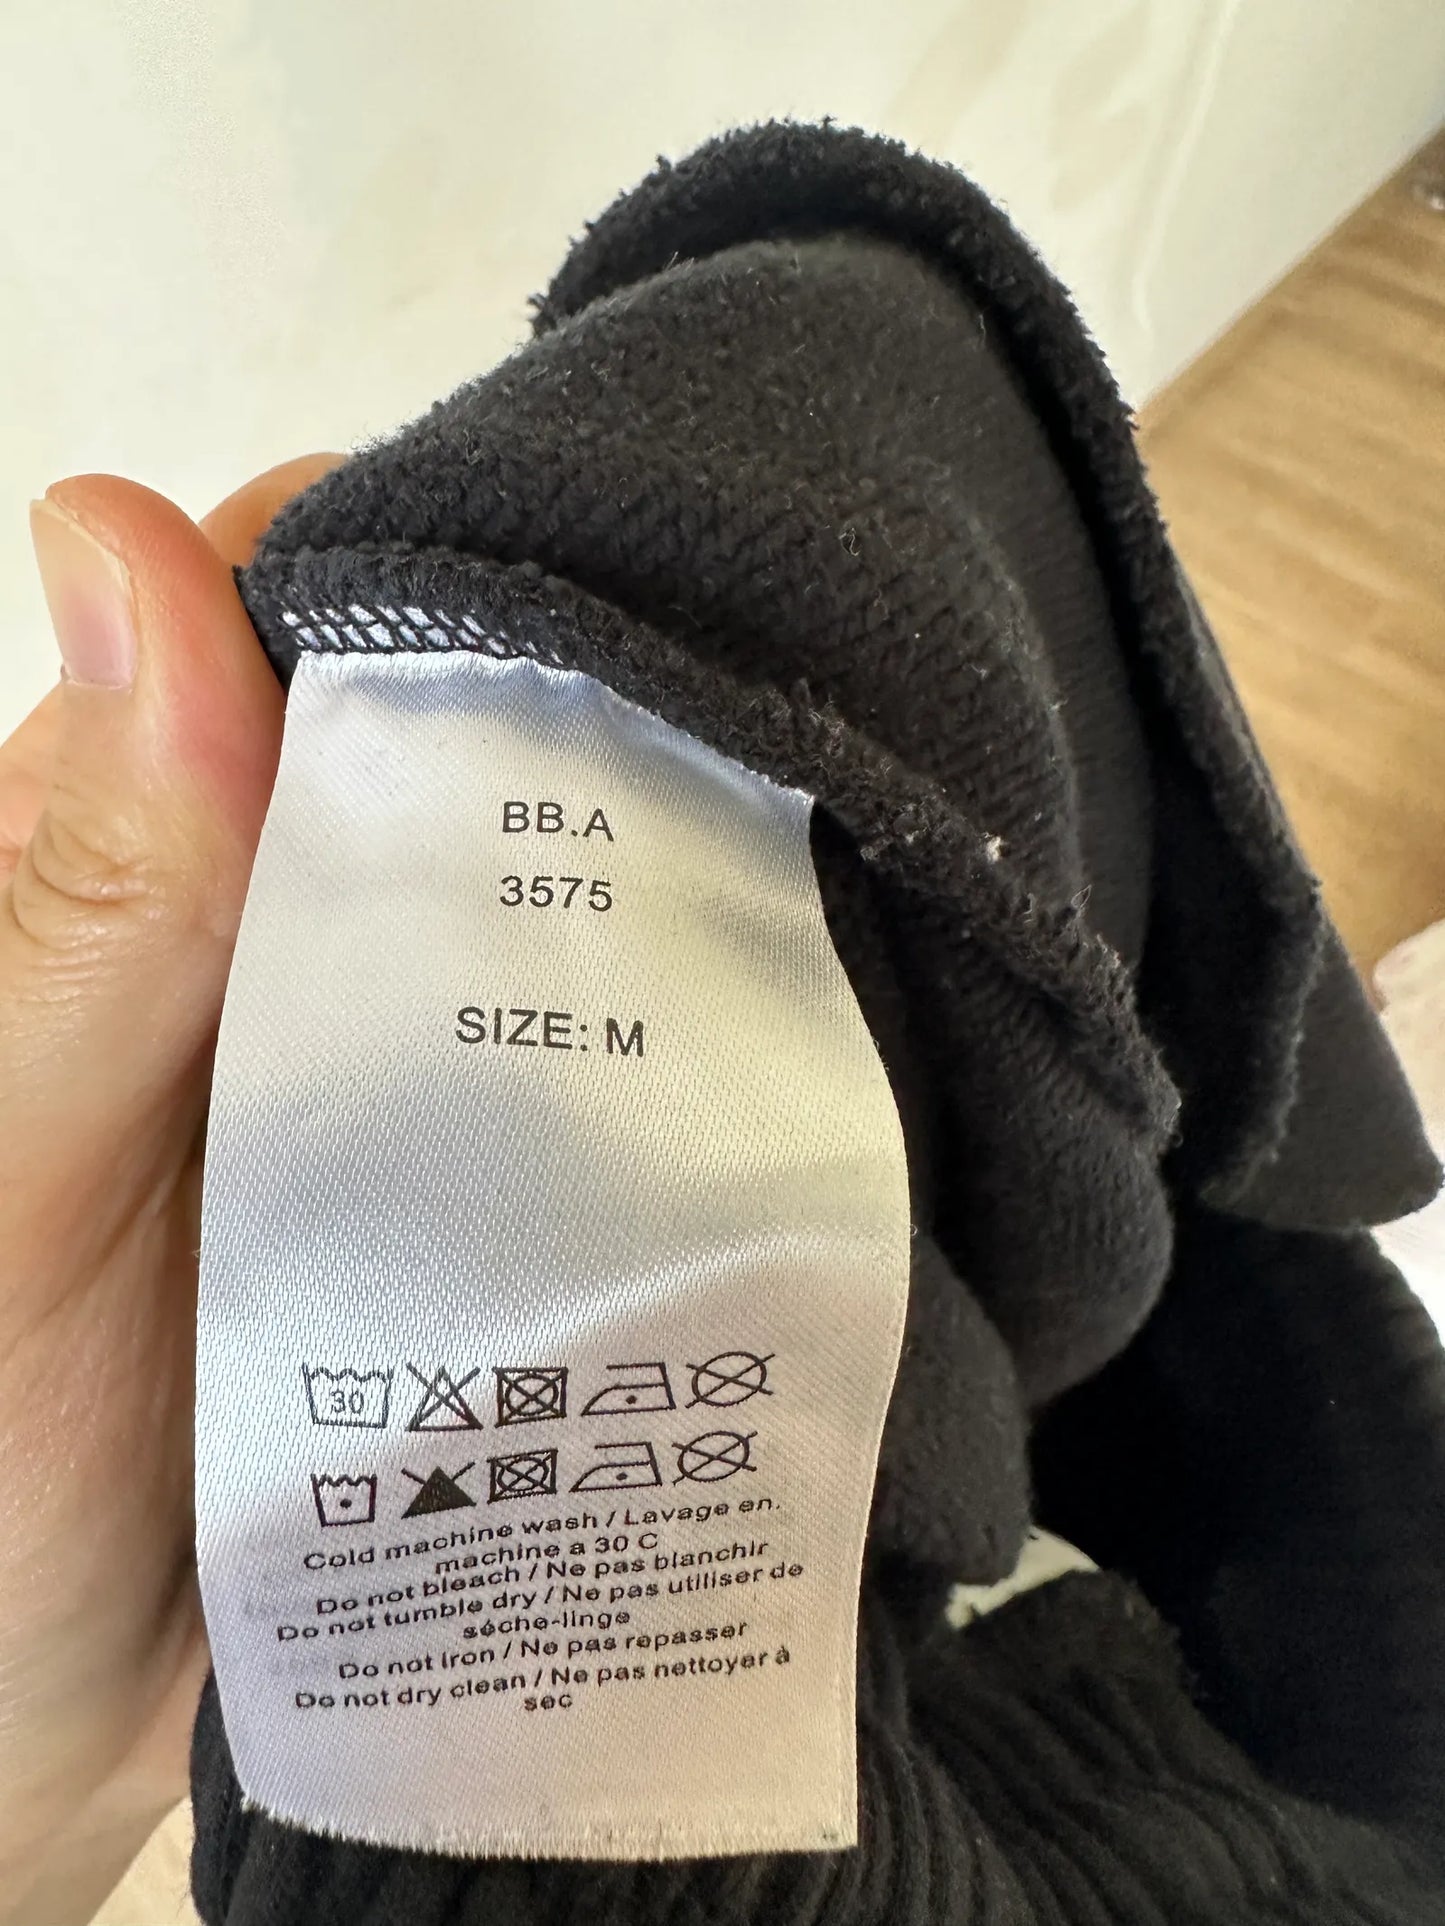 BB.A
3575
SIZE: M
30
Cold machine wash / Lavage en.
machine a 30 C
Do not bleach / Ne pas blanchir
Do not tumble dry / Ne pas utiliser de
séche-linge
Do not iron / Ne pas repasser
Do not dry clean / Ne pas nettoyer à
sec